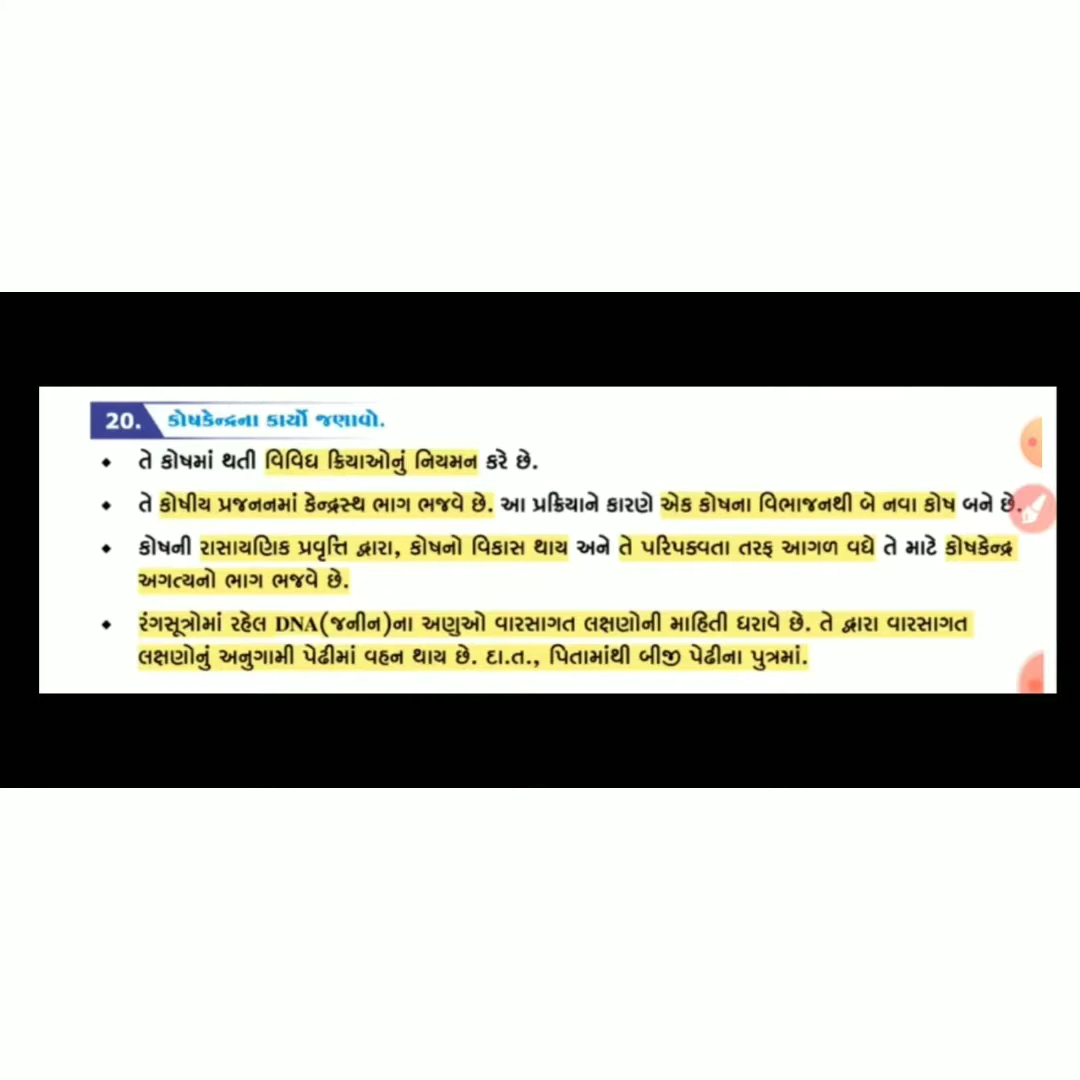 20. કોષકેન્દ્રના કાર્યો જણાવો.
♦ તે કોષમાં થતી વિવિધ ક્રિયાઓનું નિયમન કરે છે.
♦ તે કોષીય પ્રજનનમાં કેન્દ્રસ્થ ભાગ ભજવે છે. આ પ્રક્રિયાને કારણે એક કોષના વિભાજનથી બે નવા કોષ બને છે.
♦ કોષની રાસાયણિક પ્રવૃત્તિ દ્વારા, કોષનો વિકાસ થાય અને તે પરિપક્વતા તરફ આગળ વધે તે માટે કોષકેન્દ્ર
અગત્યનો ભાગ ભજવે છે.
♦ રંગસૂત્રોમાં રહેલ DNA(જનીન)ના અણુઓ વારસાગત લક્ષણોની માહિતી ધરાવે છે. તે દ્વારા વારસાગત
લક્ષણોનું અનુગામી પેઢીમાં વહન થાય છે. દા.ત., પિતામાંથી બીજી પેઢીના પુત્રમાં.